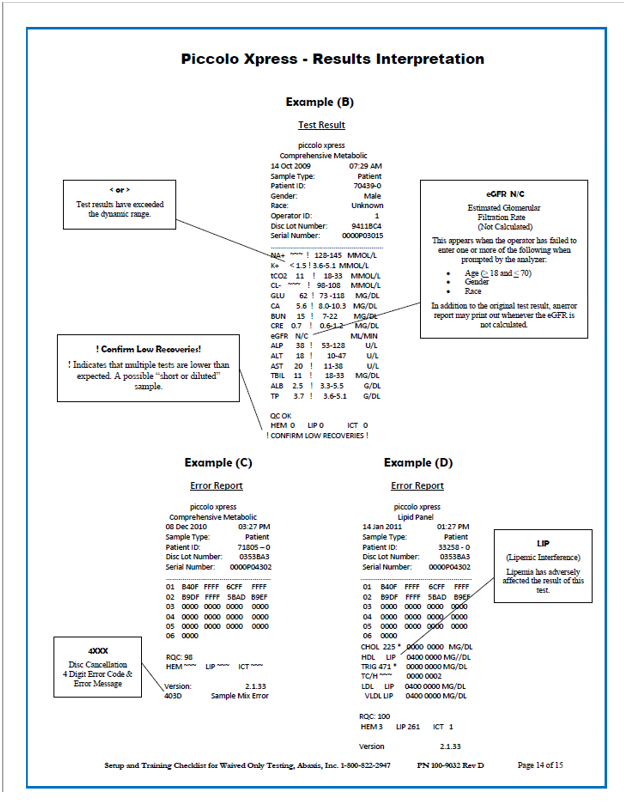 Piccolo Xpress - Results Interpretation
Example (B)
Test Result
piccolo xpress
Comprehensive Metabolic
14 Oct 2009 07:29 AM
Sample Type: Patient
Patient ID: 70439-0
Gender: Male
Race: Unknown
Operator ID: 1
Disc Lot Number: 9411BC4
Serial Number: 0000P03015
NA+ ~~~ ! 128-145 MMOL/L
K+ < 1.5 ! 3.6-5.1 MMOL/L
tCO2 11 ! 18-33 MMOL/L
CL- ~~~ ! 98-108 MMOL/L
GLU 62 ! 73 -118 MG/DL
CA 5.6 ! 8.0-10.3 MG/DL
BUN 15 ! 7-22 MG/DL
CRE 0.7 ! 0.6-1.2 MG/DL
eGFR N/C ML/MIN
ALP 38 ! 53-128 U/L
ALT 18 ! 10-47 U/L
AST 20 ! 11-38 U/L
TBIL 11 ! 18-33 MG/DL
ALB 2.5 ! 3.3-5.5 G/DL
TP 3.7 ! 3.6-5.1 G/DL
QC OK
HEM 0 LIP 0 ICT 0
! CONFIRM LOW RECOVERIES !
< or >
Test results have exceeded
the dynamic range.
! Confirm Low Recoveries!
! Indicates that multiple tests are lower than
expected. A possible "short or diluted"
sample.
eGFR N/C
Estimated Glomerular
Filtration Rate
(Not Calculated)
This appears when the operator has failed to
enter one or more of the following when
prompted by the analyzer:
• Age (≥ 18 and ≤ 70)
• Gender
• Race
In addition to the original test result, anerror
report may print out whenever the eGFR is
not calculated.
Example (C)
Error Report
piccolo xpress
Comprehensive Metabolic
08 Dec 2010 03:27 PM
Sample Type: Patient
Patient ID: 71805 – 0
Disc Lot Number: 0353BA3
Serial Number: 0000P04302
01 B40F FFFF 6CFF FFFF
02 B9DF FFFF 5BAD B9EF
03 0000 0000 0000 0000
04 0000 0000 0000 0000
05 0000 0000 0000 0000
06 0000
RQC: 98
HEM ~~~ LIP ~~~ ICT ~~~
Version: 2.1.33
403D Sample Mix Error
4XXX
Disc Cancellation
4 Digit Error Code &
Error Message
Example (D)
Error Report
piccolo xpress
Lipid Panel
14 Jan 2011 01:27 PM
Sample Type: Patient
Patient ID: 33258 - 0
Disc Lot Number: 0353BA3
Serial Number: 0000P04302
01 B40F FFFF 6CFF FFFF
02 B9DF FFFF 5BAD B9EF
03 0000 0000 0000 0000
04 0000 0000 0000 0000
05 0000 0000 0000 0000
06 0000
CHOL 225 * 0000 0000 MG/DL
HDL LIP 0400 0000 MG//DL
TRIG 471 * 0000 0000 MG/DL
TC/H ~~~ 0000 0002
LDL LIP 0400 0000 MG/DL
VLDL LIP 0400 0000 MG/DL
RQC: 100
HEM 3 LIP 261 ICT 1
Version 2.1.33
LIP
(Lipemic Interference)
Lipemia has adversely
affected the result of this
test.
Setup and Training Checklist for Waived Only Testing, Abaxis, Inc. 1-800-822-2947 PN 100-9032 Rev D Page 14 of 15